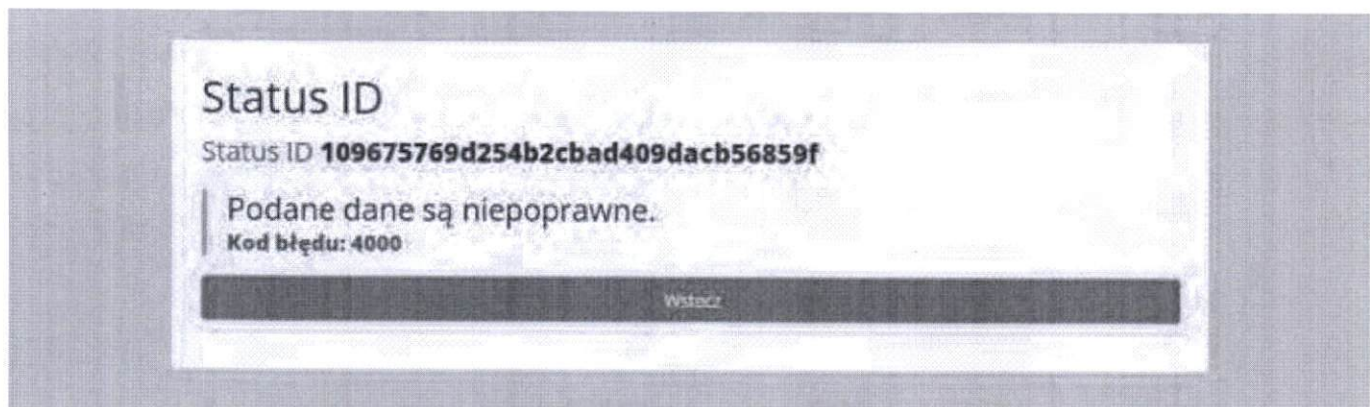 Status ID
Status ID 109675769d254b2cbad409dacb56859f
Podane dane są niepoprawne.
Kod błędu: 4000
Wstecz